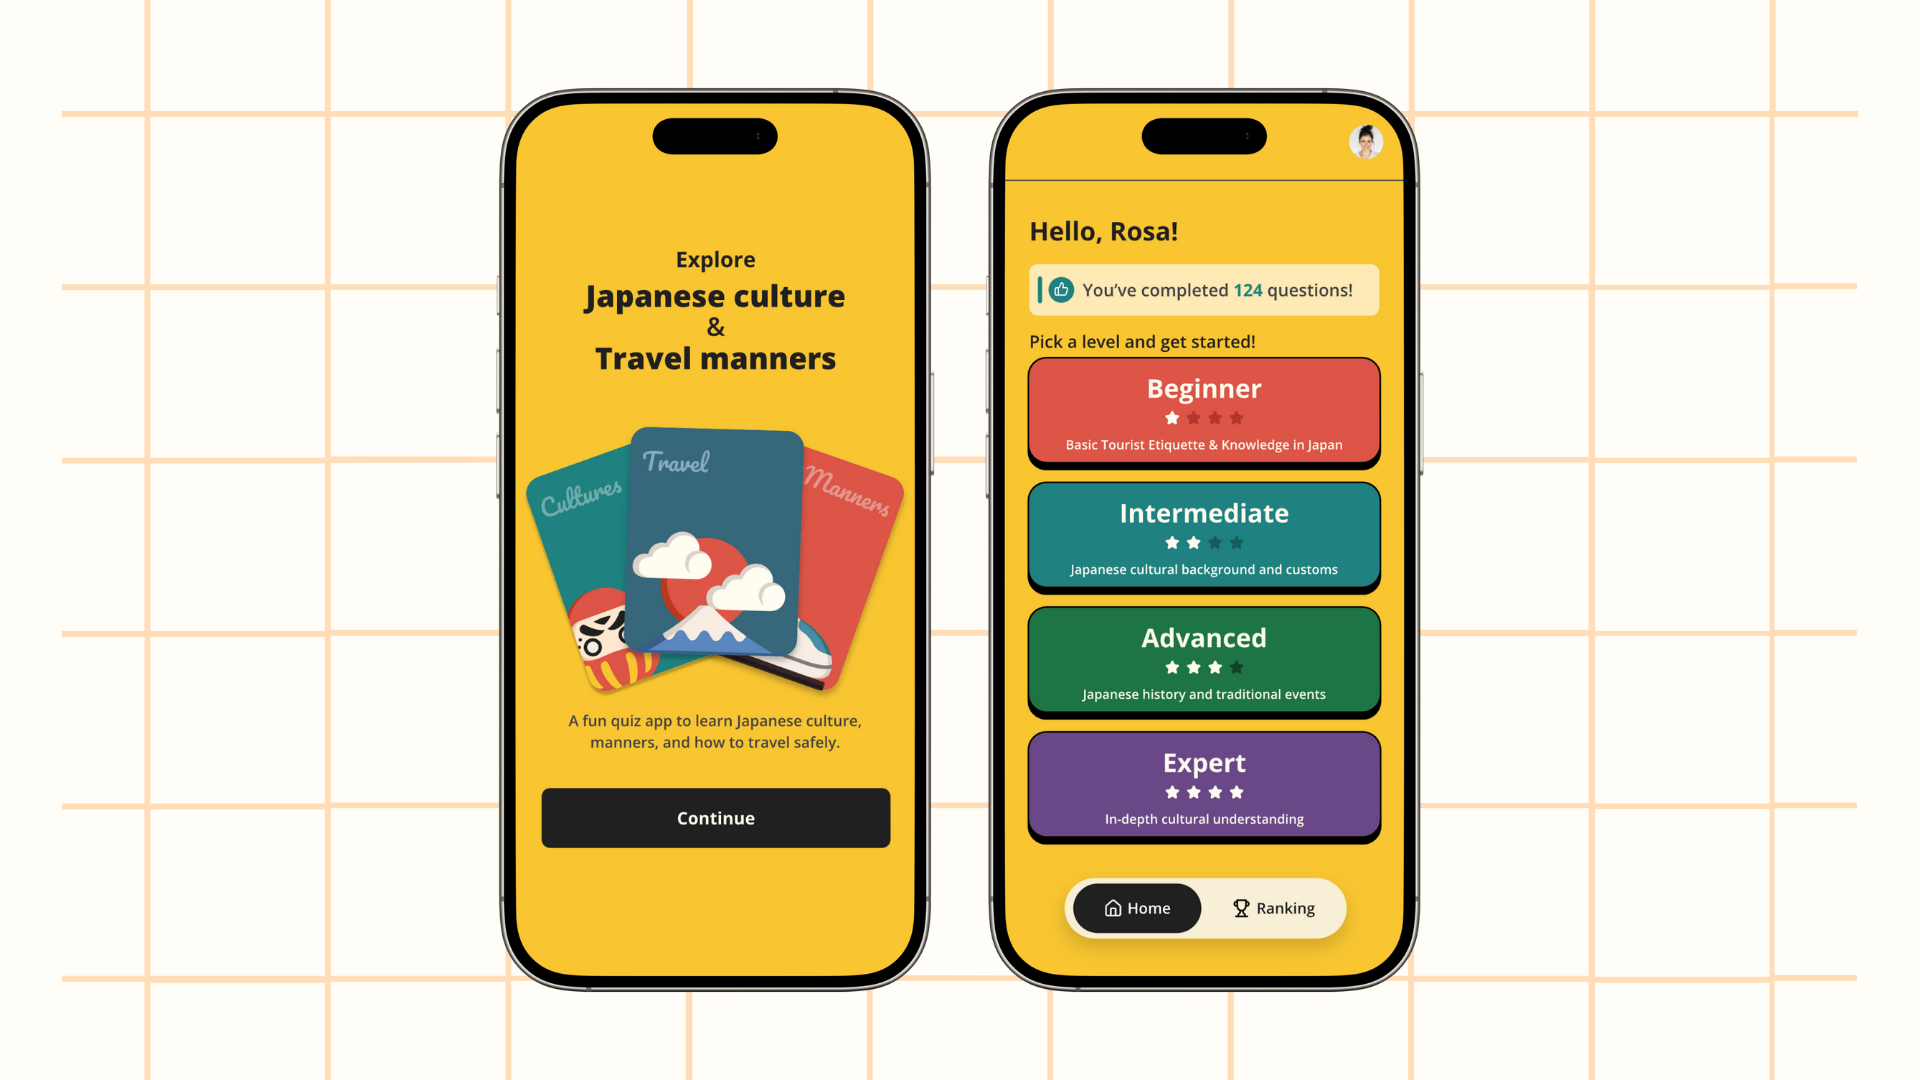 Explore
Japanese culture
&
Travel manners
Cultures
Travel
Manners
A fun quiz app to learn Japanese culture,
manners, and how to travel safely.
Continue
Hello, Rosa!
You’ve completed 124 questions!
Pick a level and get started!
Beginner
Basic Tourist Etiquette & Knowledge in Japan
Intermediate
Japanese cultural background and customs
Advanced
Japanese history and traditional events
Expert
In-depth cultural understanding
Home
Ranking